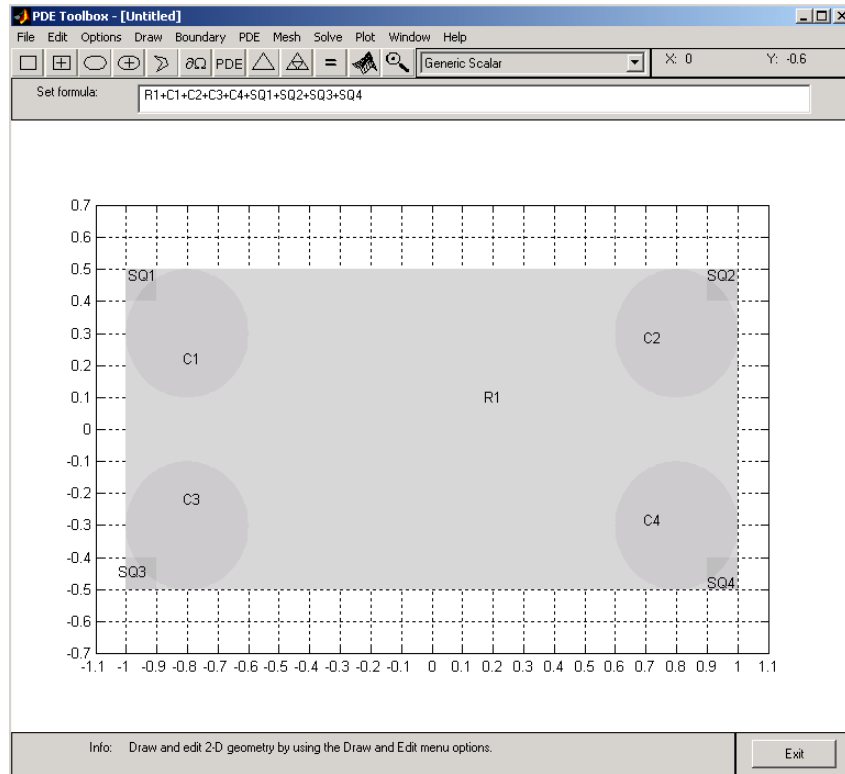 PDE Toolbox - [Untitled]
File Edit Options Draw Boundary PDE Mesh Solve Plot Window Help
∂Ω PDE = Generic Scalar X: 0 Y: -0.6
Set formula: R1+C1+C2+C3+C4+SQ1+SQ2+SQ3+SQ4
0.7
0.6
0.5
SQ1 SQ2
0.4
0.3
C2
C1
0.2
0.1 R1
0
-0.1
-0.2
C3
C4
-0.3
-0.4
SQ3
SQ4
-0.5
-0.6
-0.7
-1.1 -1 -0.9 -0.8 -0.7 -0.6 -0.5 -0.4 -0.3 -0.2 -0.1 0 0.1 0.2 0.3 0.4 0.5 0.6 0.7 0.8 0.9 1 1.1
Info: Draw and edit 2-D geometry by using the Draw and Edit menu options. Exit